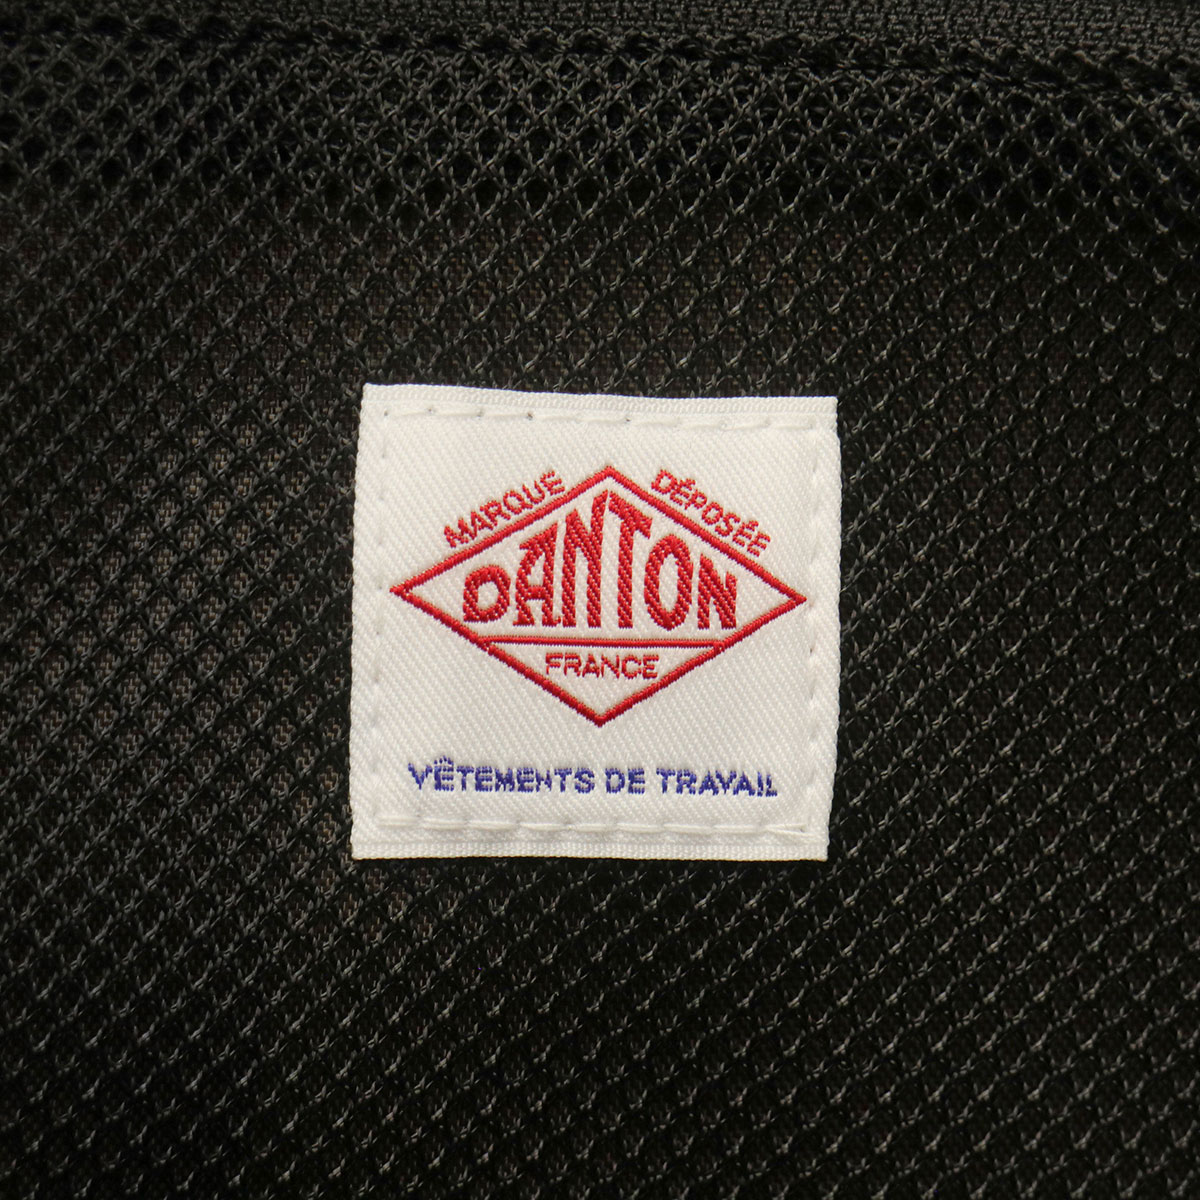 MARQUE DÉPOSÉE
DANTON
FRANCE
VÊTEMENTS DE TRAVAIL